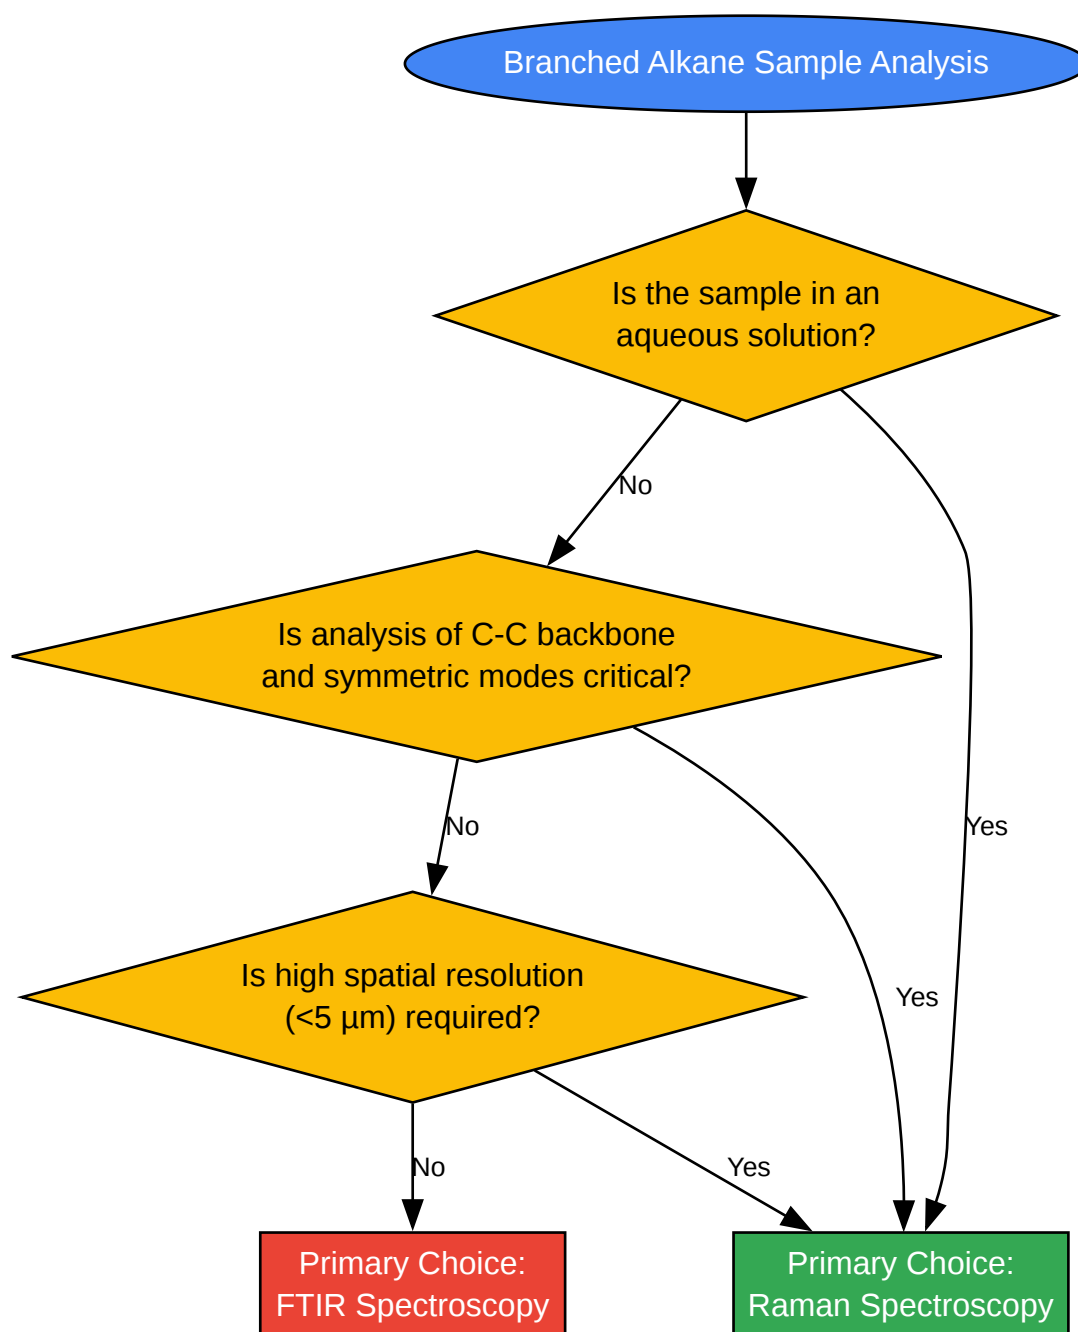 Branched Alkane Sample Analysis
Is the sample in an
aqueous solution?
No
Is analysis of C-C backbone
and symmetric modes critical?
No
Yes
Is high spatial resolution
(<5 µm) required?
Yes
No
Yes
Primary Choice:
FTIR Spectroscopy
Primary Choice:
Raman Spectroscopy